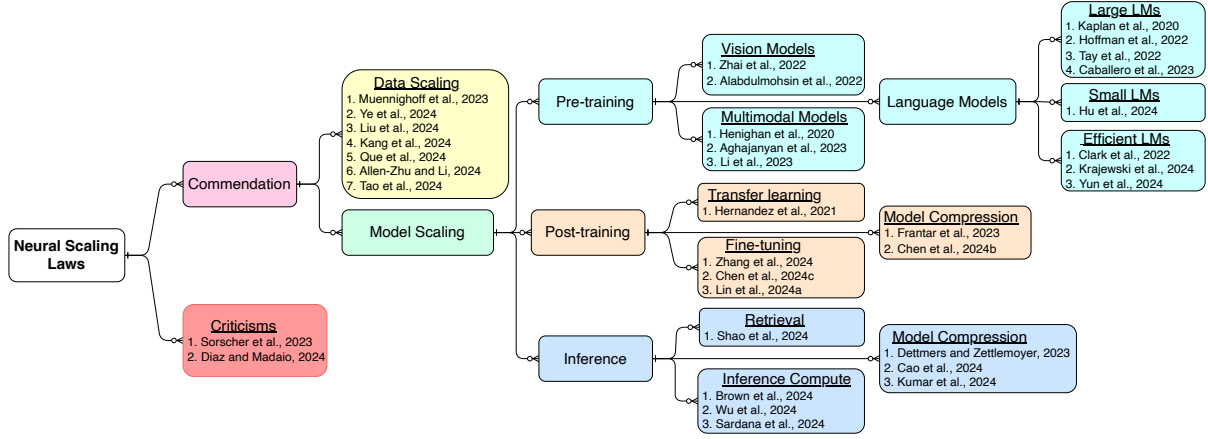 Neural Scaling
Laws
Commendation
Criticisms
1. Sorscher et al., 2023
2. Diaz and Madaio, 2024
Data Scaling
1. Muennighoff et al., 2023
2. Ye et al., 2024
3. Liu et al., 2024
4. Kang et al., 2024
5. Que et al., 2024
6. Allen-Zhu and Li, 2024
7. Tao et al., 2024
Model Scaling
Pre-training
Vision Models
1. Zhai et al., 2022
2. Alabdulmohsin et al., 2022
Multimodal Models
1. Henighan et al., 2020
2. Aghajanyan et al., 2023
3. Li et al., 2023
Language Models
Large LMs
1. Kaplan et al., 2020
2. Hoffman et al., 2022
3. Tay et al., 2022
4. Caballero et al., 2023
Small LMs
1. Hu et al., 2024
Efficient LMs
1. Clark et al., 2022
2. Krajewski et al., 2024
3. Yun et al., 2024
Post-training
Transfer learning
1. Hernandez et al., 2021
Fine-tuning
1. Zhang et al., 2024
2. Chen et al., 2024c
3. Lin et al., 2024a
Model Compression
1. Frantar et al., 2023
2. Chen et al., 2024b
Inference
Retrieval
1. Shao et al., 2024
Inference Compute
1. Brown et al., 2024
2. Wu et al., 2024
3. Sardana et al., 2024
Model Compression
1. Dettmers and Zettlemoyer, 2023
2. Cao et al., 2024
3. Kumar et al., 2024